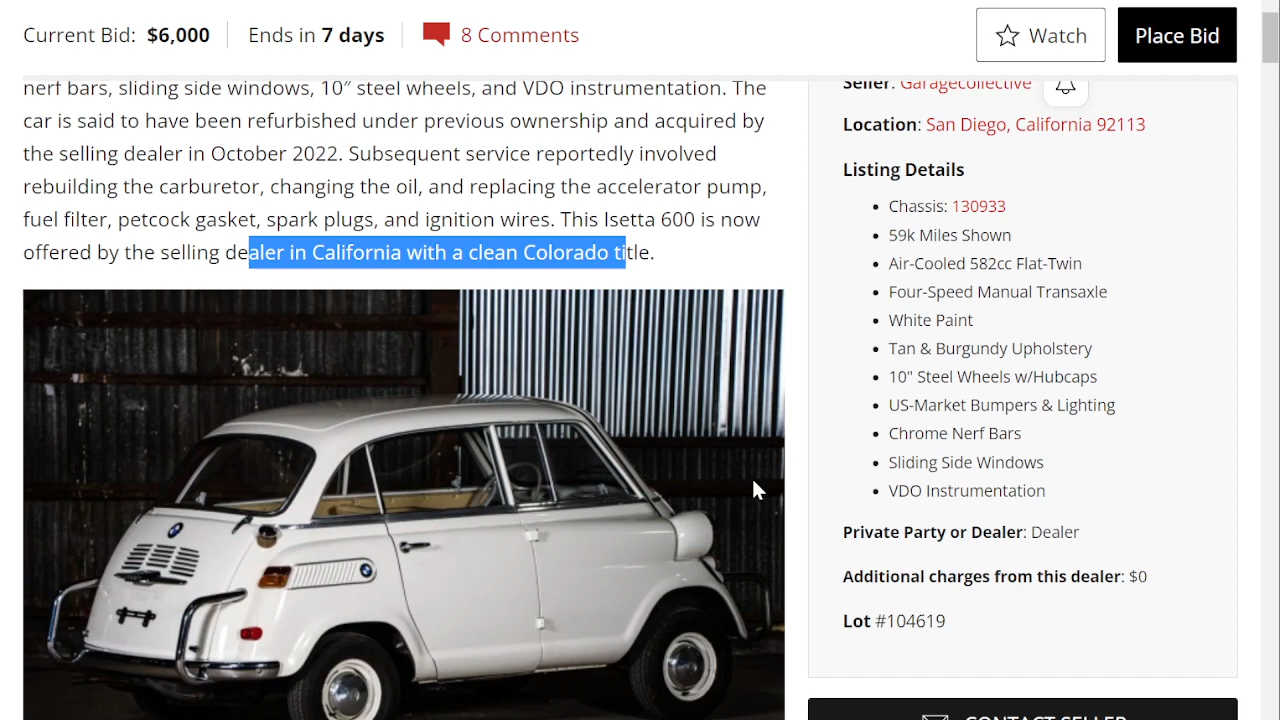 Current Bid: $6,000
Ends in 7 days
8 Comments
Watch
Place Bid
nerf bars, sliding side windows, 10″ steel wheels, and VDO instrumentation. The
car is said to have been refurbished under previous ownership and acquired by
the selling dealer in October 2022. Subsequent service reportedly involved
rebuilding the carburetor, changing the oil, and replacing the accelerator pump,
fuel filter, petcock gasket, spark plugs, and ignition wires. This Isetta 600 is now
offered by the selling dealer in California with a clean Colorado title.
Seller: Garagecollective
Location: San Diego, California 92113
Listing Details
• Chassis: 130933
• 59k Miles Shown
• Air-Cooled 582cc Flat-Twin
• Four-Speed Manual Transaxle
• White Paint
• Tan & Burgundy Upholstery
• 10" Steel Wheels w/Hubcaps
• US-Market Bumpers & Lighting
• Chrome Nerf Bars
• Sliding Side Windows
• VDO Instrumentation
Private Party or Dealer: Dealer
Additional charges from this dealer: $0
Lot #104619
CONTACT SELLER